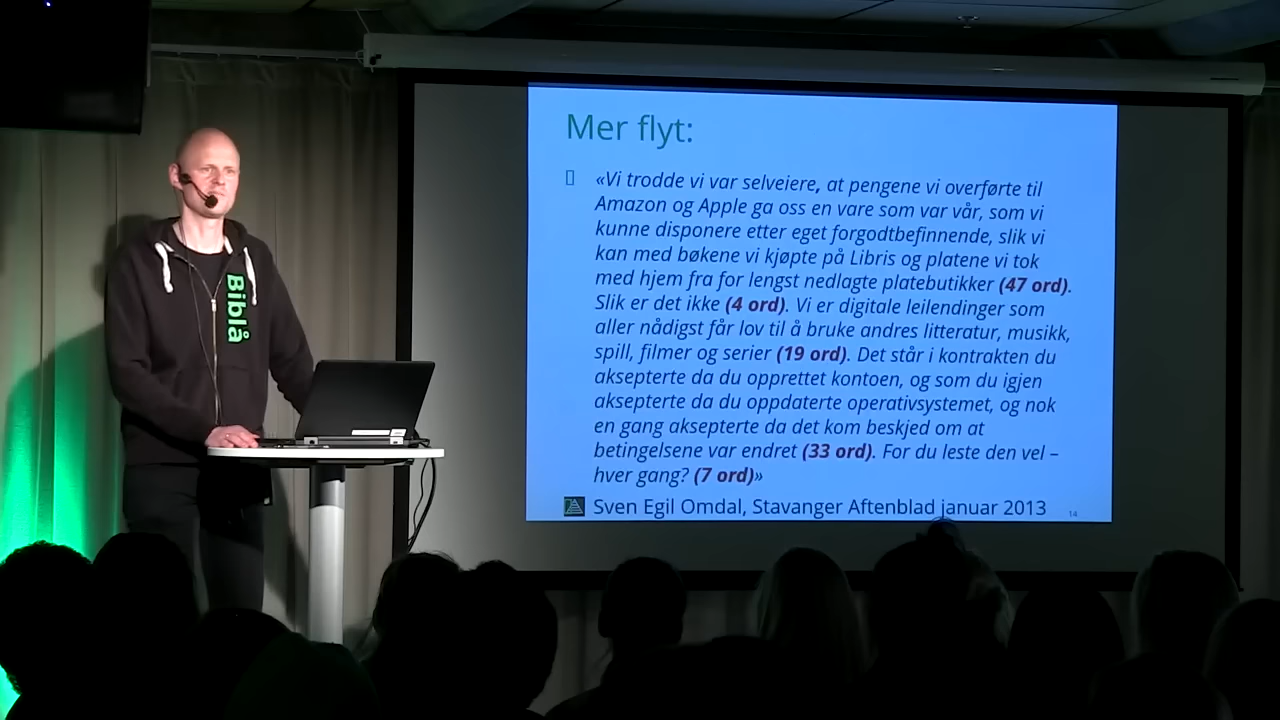 Mer flyt:
«Vi trodde vi var selveiere, at pengene vi overførte til
Amazon og Apple ga oss en vare som var vår, som vi
kunne disponere etter eget forgodtbefinnende, slik vi
kan med bøkene vi kjøpte på Libris og platene vi tok
med hjem fra for lengst nedlagte platebutikker (47 ord).
Slik er det ikke (4 ord). Vi er digitale leilendinger som
aller nådigst får lov til å bruke andres litteratur, musikk,
spill, filmer og serier (19 ord). Det står i kontrakten du
aksepterte da du opprettet kontoen, og som du igjen
aksepterte da du oppdaterte operativsystemet, og nok
en gang aksepterte da det kom beskjed om at
betingelsene var endret (33 ord). For du leste den vel –
hver gang? (7 ord)»
Sven Egil Omdal, Stavanger Aftenblad januar 2013
14
Biblå